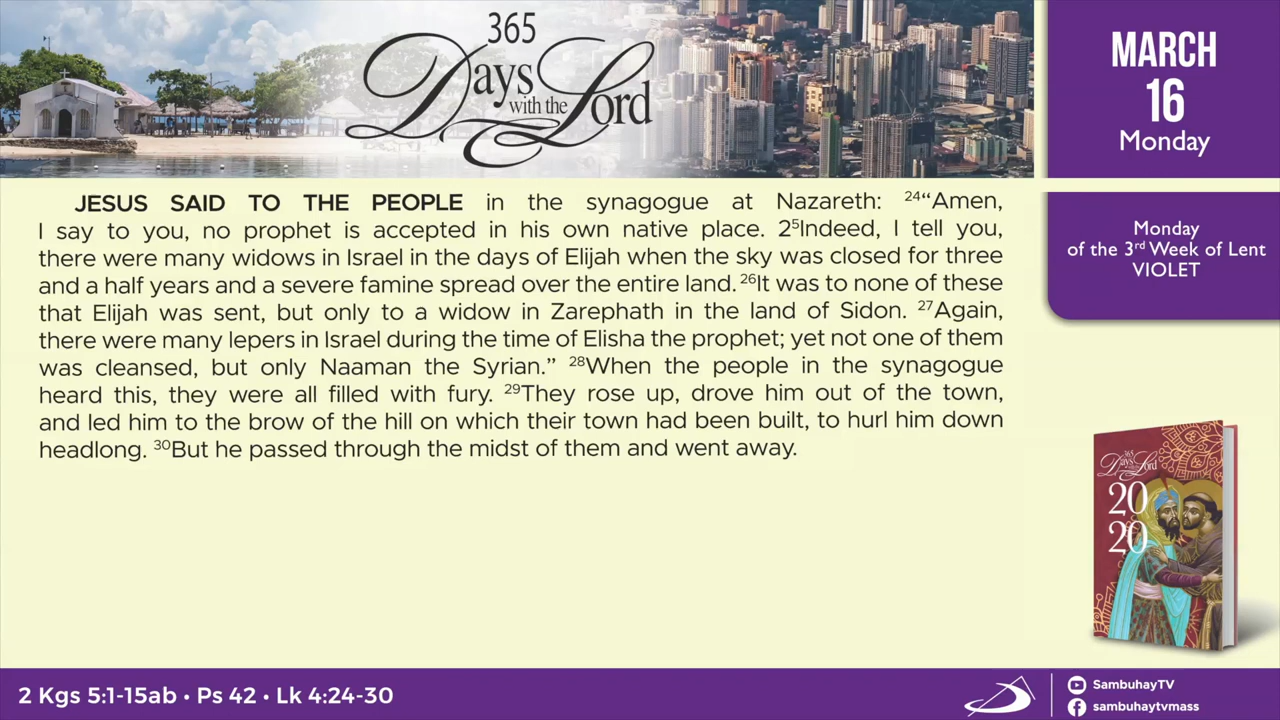 365
Days
with the
Lord
MARCH
16
Monday
Monday
of the 3rd Week of Lent
VIOLET
JESUS SAID TO THE PEOPLE in the synagogue at Nazareth: 24“Amen,
I say to you, no prophet is accepted in his own native place. 25Indeed, I tell you,
there were many widows in Israel in the days of Elijah when the sky was closed for three
and a half years and a severe famine spread over the entire land. 26It was to none of these
that Elijah was sent, but only to a widow in Zarephath in the land of Sidon. 27Again,
there were many lepers in Israel during the time of Elisha the prophet; yet not one of them
was cleansed, but only Naaman the Syrian.” 28When the people in the synagogue
heard this, they were all filled with fury. 29They rose up, drove him out of the town,
and led him to the brow of the hill on which their town had been built, to hurl him down
headlong. 30But he passed through the midst of them and went away.
365
Days with the Lord
20
20
2 Kgs 5:1-15ab • Ps 42 • Lk 4:24-30
SambuhayTV
sambuhaytvmass